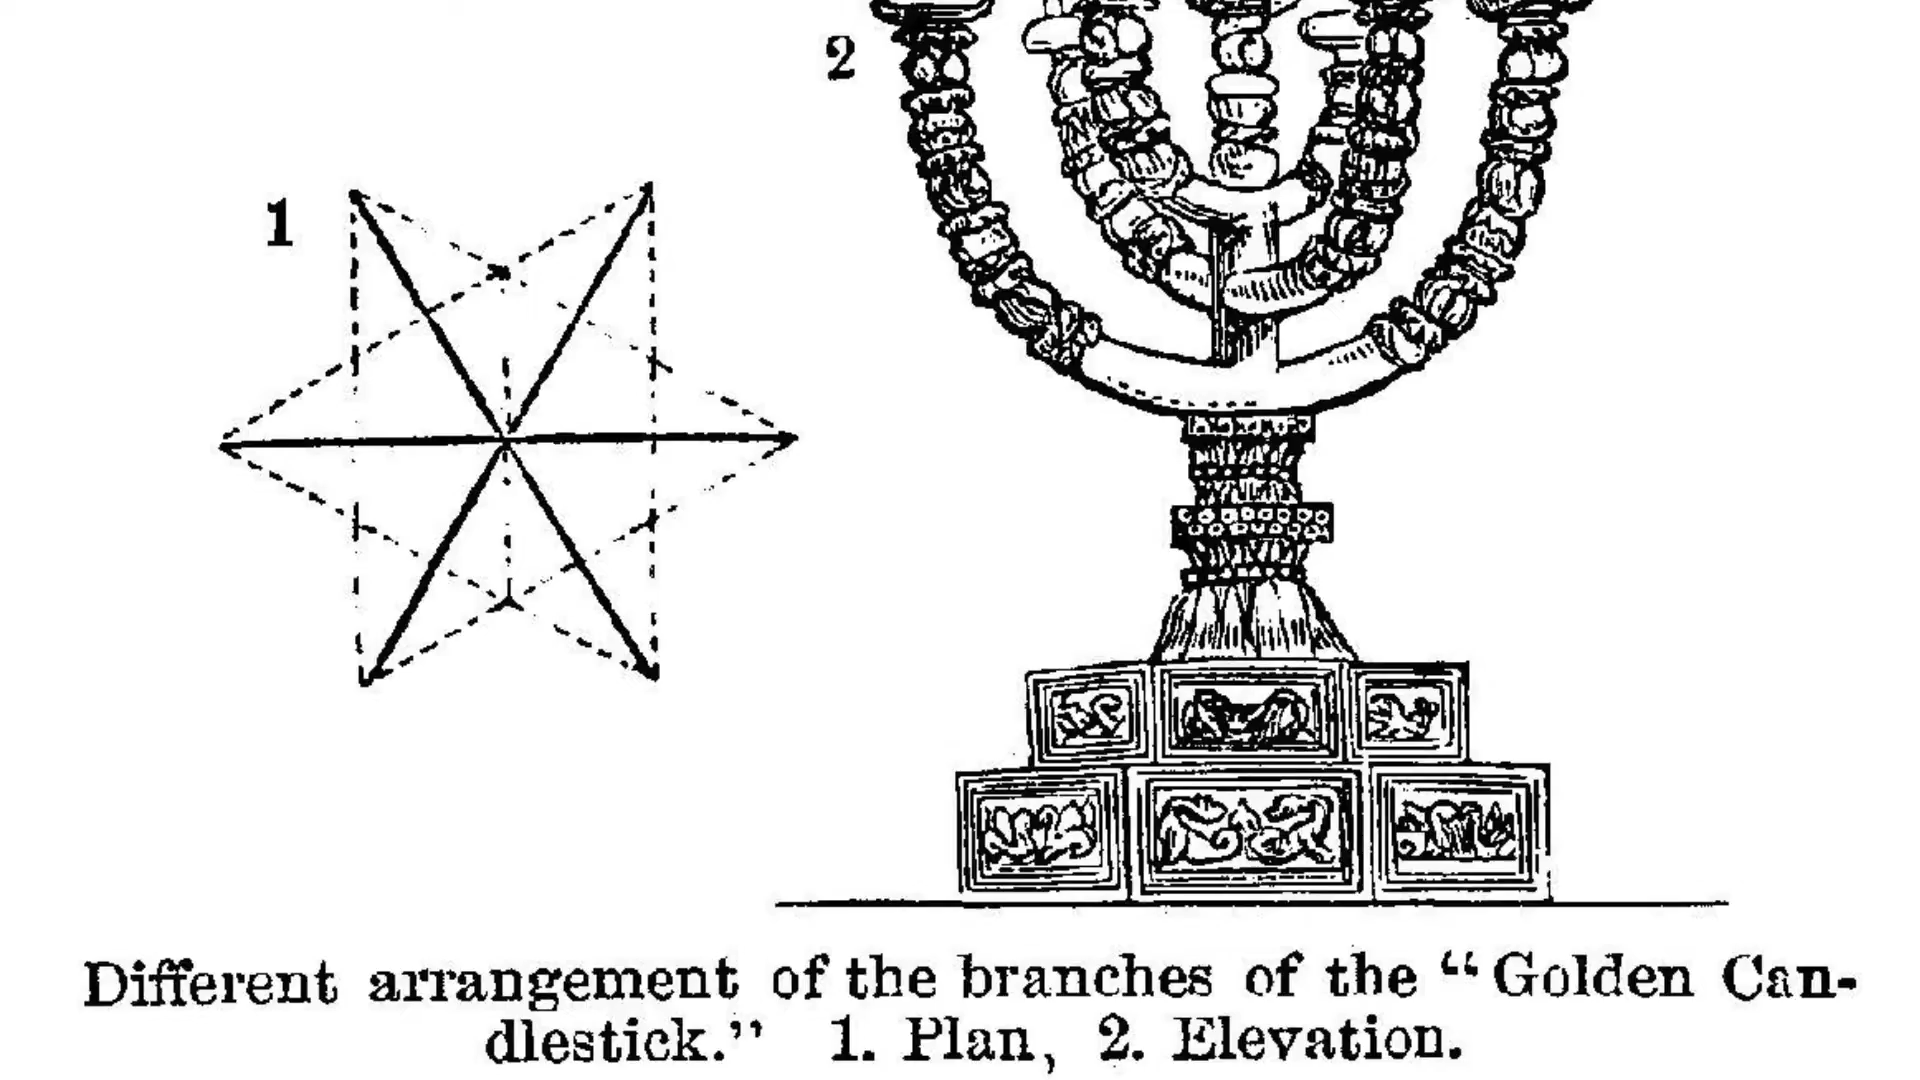 1
2
Different arrangement of the branches of the “Golden Can-
dlestick.” 1. Plan, 2. Elevation.